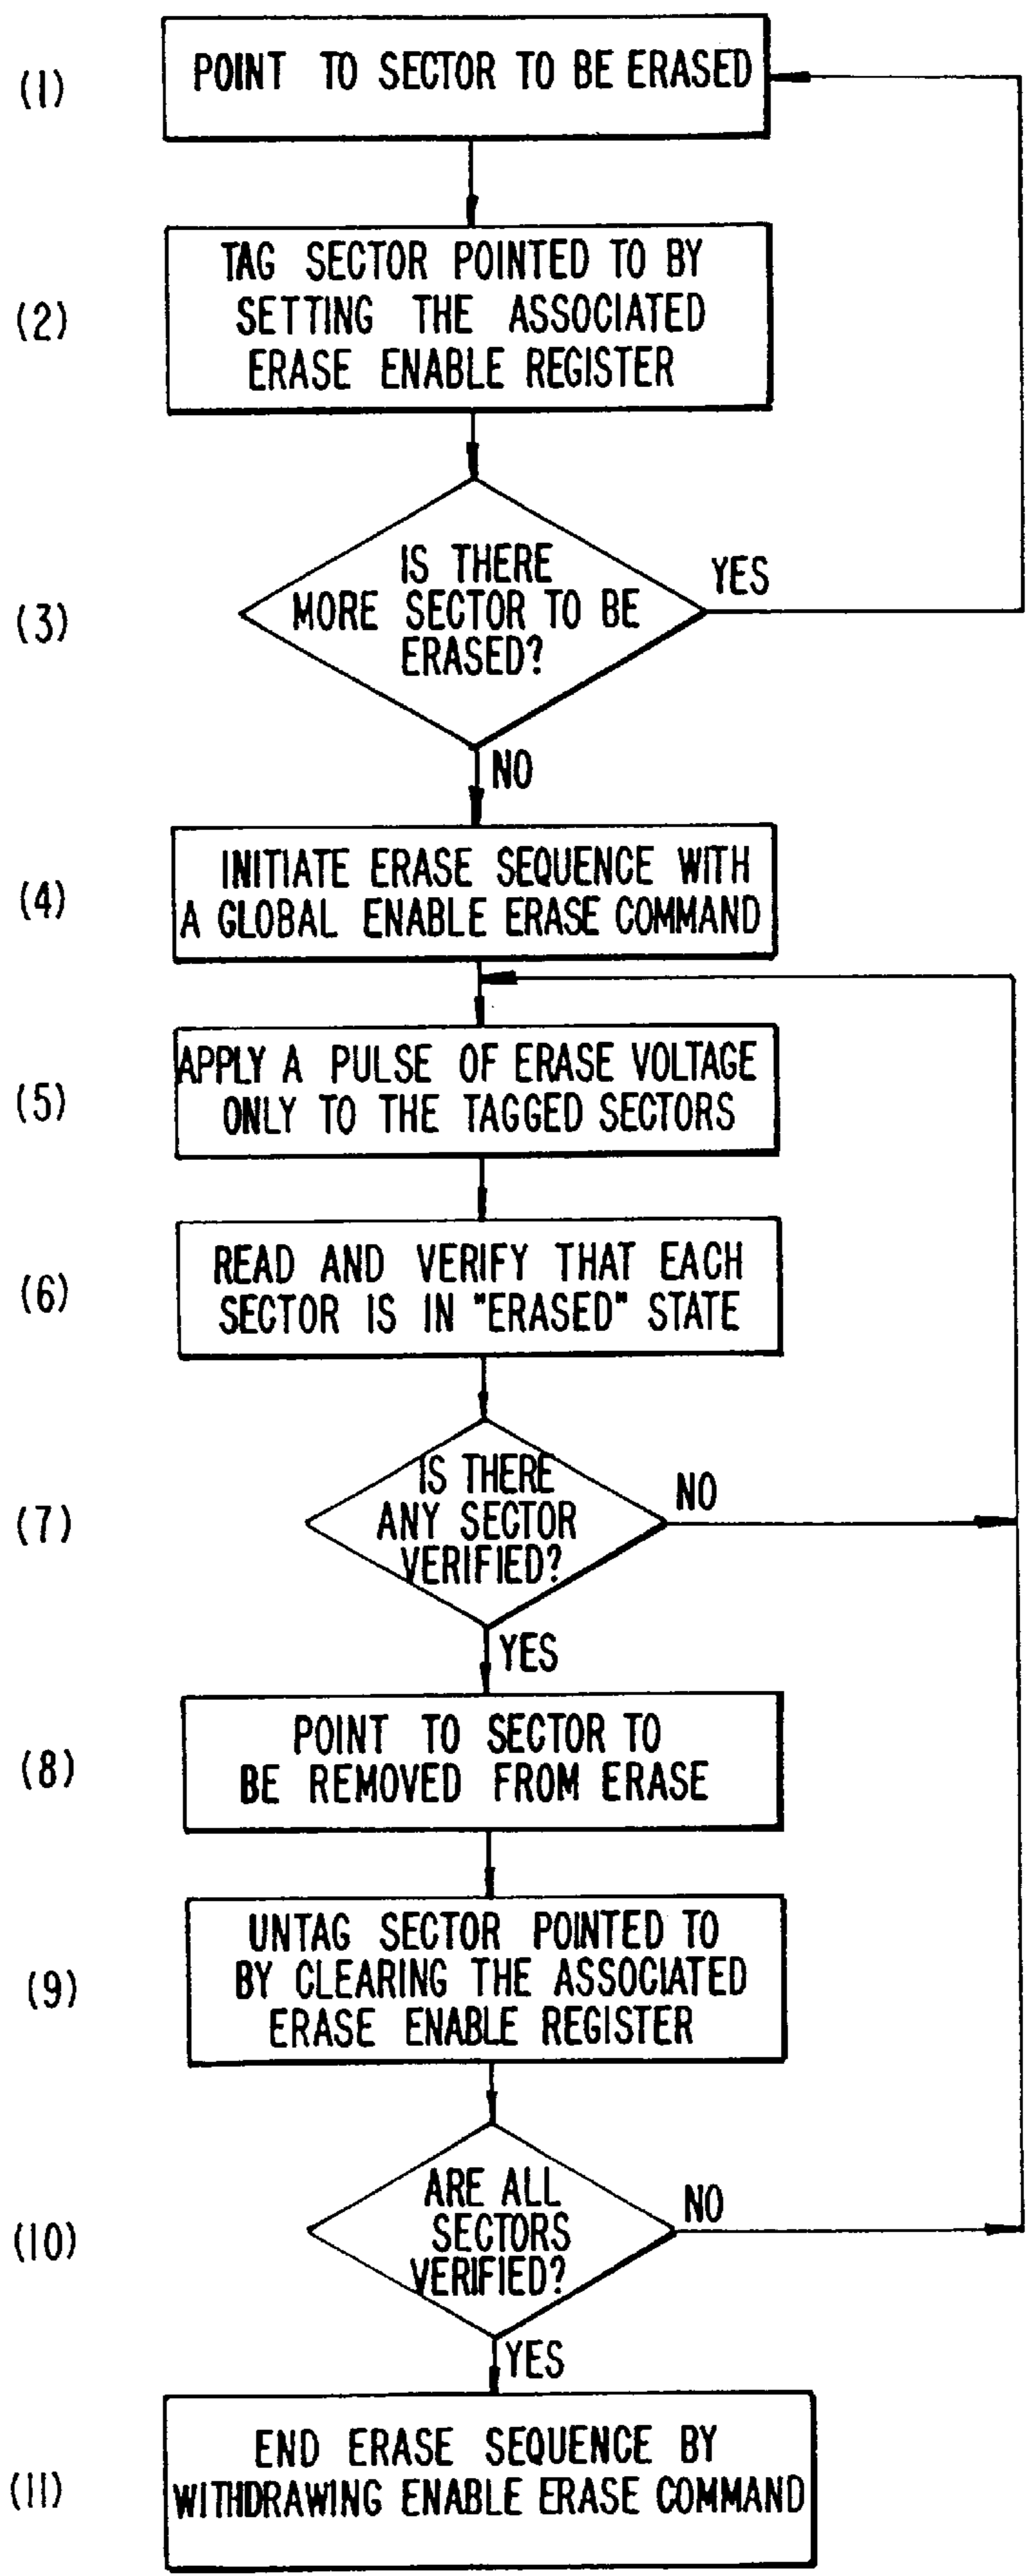 (1)
POINT TO SECTOR TO BE ERASED
(2)
TAG SECTOR POINTED TO BY
SETTING THE ASSOCIATED
ERASE ENABLE REGISTER
(3)
IS THERE
MORE SECTOR TO BE
ERASED?
YES
NO
(4)
INITIATE ERASE SEQUENCE WITH
A GLOBAL ENABLE ERASE COMMAND
(5)
APPLY A PULSE OF ERASE VOLTAGE
ONLY TO THE TAGGED SECTORS
(6)
READ AND VERIFY THAT EACH
SECTOR IS IN "ERASED" STATE
(7)
IS THERE
ANY SECTOR
VERIFIED?
NO
YES
(8)
POINT TO SECTOR TO
BE REMOVED FROM ERASE
(9)
UNTAG SECTOR POINTED TO
BY CLEARING THE ASSOCIATED
ERASE ENABLE REGISTER
(10)
ARE ALL
SECTORS
VERIFIED?
NO
YES
(11)
END ERASE SEQUENCE BY
WITHDRAWING ENABLE ERASE COMMAND